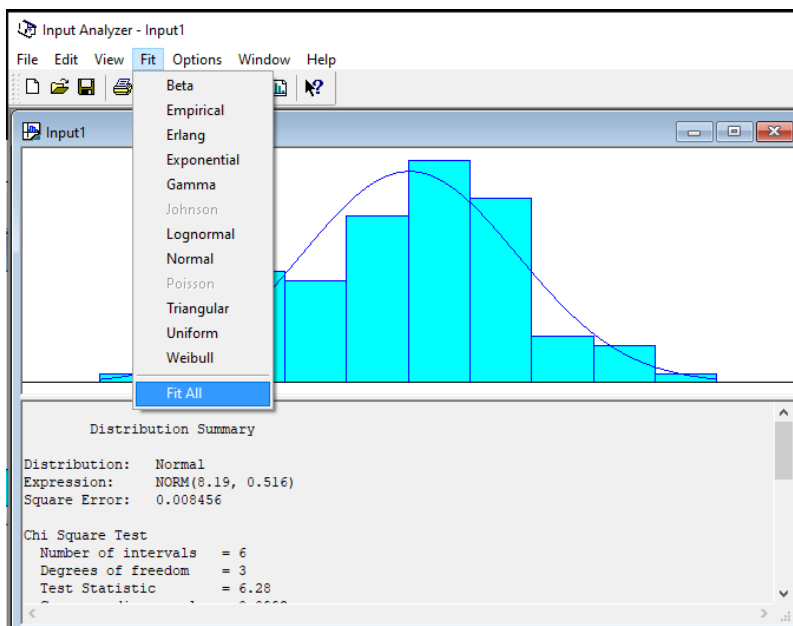 Input Analyzer - Input1
File Edit View Fit Options Window Help
Beta
Empirical
Erlang
Exponential
Gamma
Johnson
Lognormal
Normal
Poisson
Triangular
Uniform
Weibull
Fit All
Input1
Distribution Summary
Distribution: Normal
Expression: NORM(8.19, 0.516)
Square Error: 0.008456
Chi Square Test
Number of intervals = 6
Degrees of freedom = 3
Test Statistic = 6.28